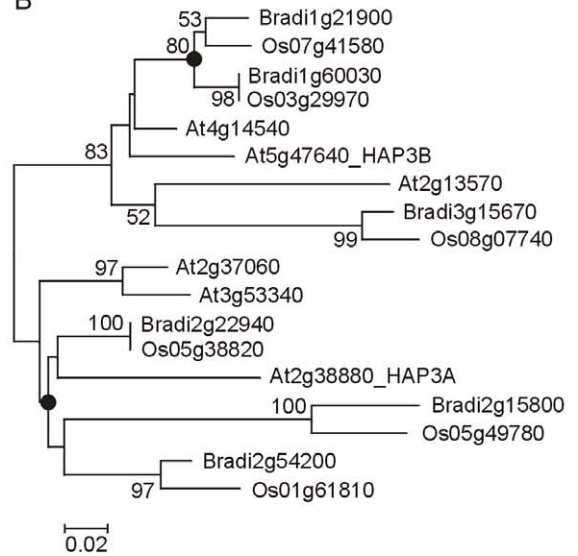 B
53
Bradi1g21900
80
Os07g41580
Bradi1g60030
98
Os03g29970
At4g14540
83
At5g47640_HAP3B
At2g13570
52
Bradi3g15670
99
Os08g07740
97
At2g37060
At3g53340
100
Bradi2g22940
Os05g38820
At2g38880_HAP3A
100
Bradi2g15800
Os05g49780
Bradi2g54200
97
Os01g61810
0.02